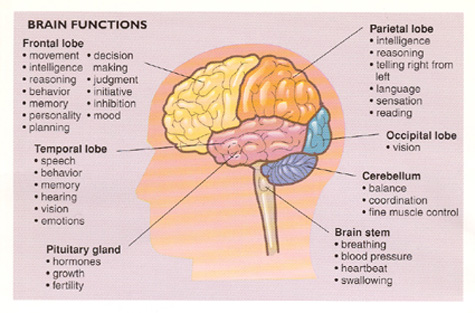 BRAIN FUNCTIONS
Frontal lobe
• movement
• intelligence
• reasoning
• behavior
• memory
• personality
• planning
• decision
making
• judgment
• initiative
• inhibition
• mood
Temporal lobe
• speech
• behavior
• memory
• hearing
• vision
• emotions
Pituitary gland
• hormones
• growth
• fertility
Parietal lobe
• intelligence
• reasoning
• telling right from
left
• language
• sensation
• reading
Occipital lobe
• vision
Cerebellum
• balance
• coordination
• fine muscle control
Brain stem
• breathing
• blood pressure
• heartbeat
• swallowing